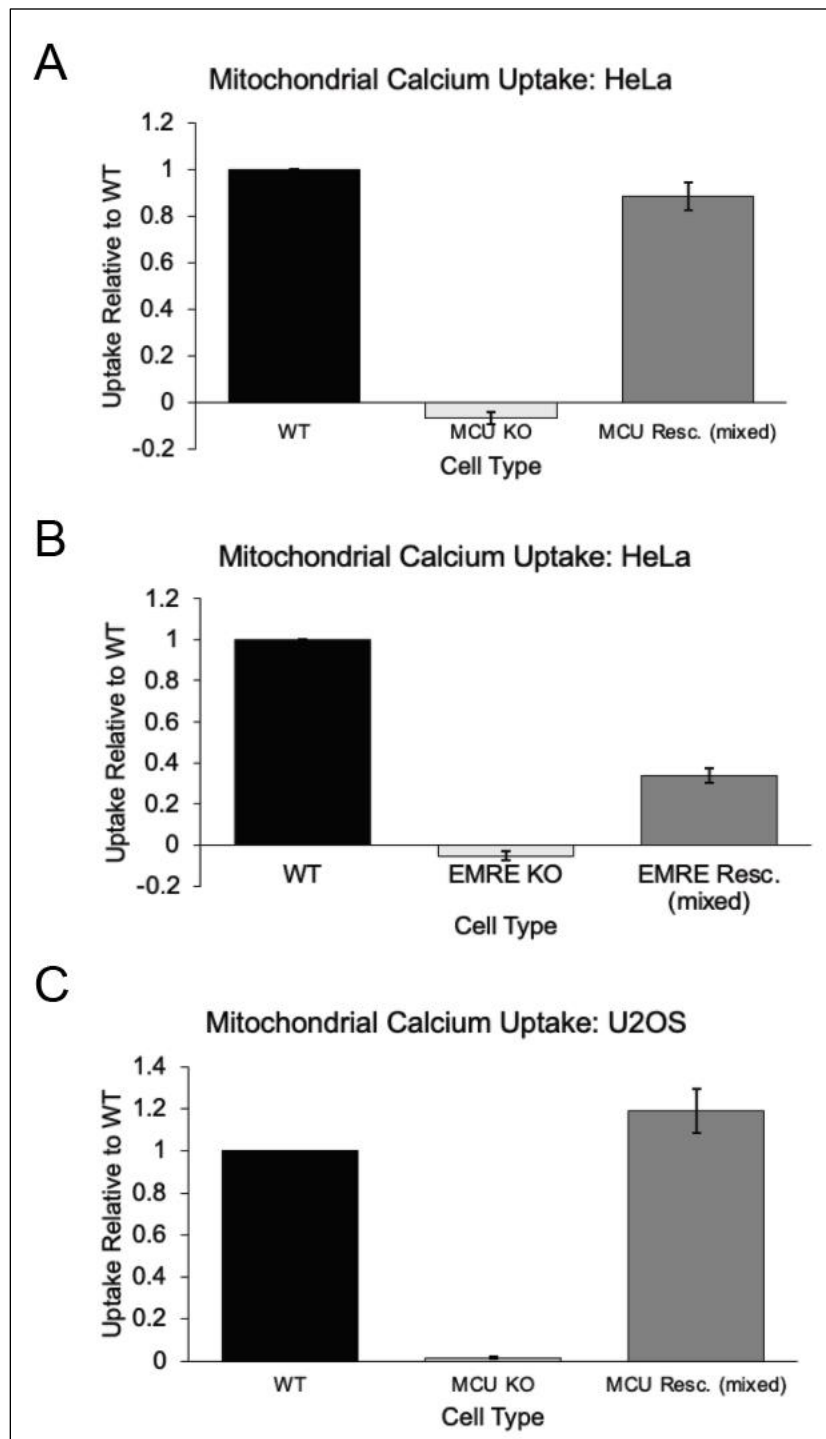 A
Mitochondrial Calcium Uptake: HeLa
Uptake Relative to WT
1.2
1
0.8
0.6
0.4
0.2
0
-0.2
WT
MCU KO
MCU Resc. (mixed)
Cell Type
B
Mitochondrial Calcium Uptake: HeLa
Uptake Relative to WT
1.2
1
0.8
0.6
0.4
0.2
0
-0.2
WT
EMRE KO
EMRE Resc.
(mixed)
Cell Type
C
Mitochondrial Calcium Uptake: U2OS
Uptake Relative to WT
1.4
1.2
1
0.8
0.6
0.4
0.2
0
WT
MCU KO
MCU Resc. (mixed)
Cell Type